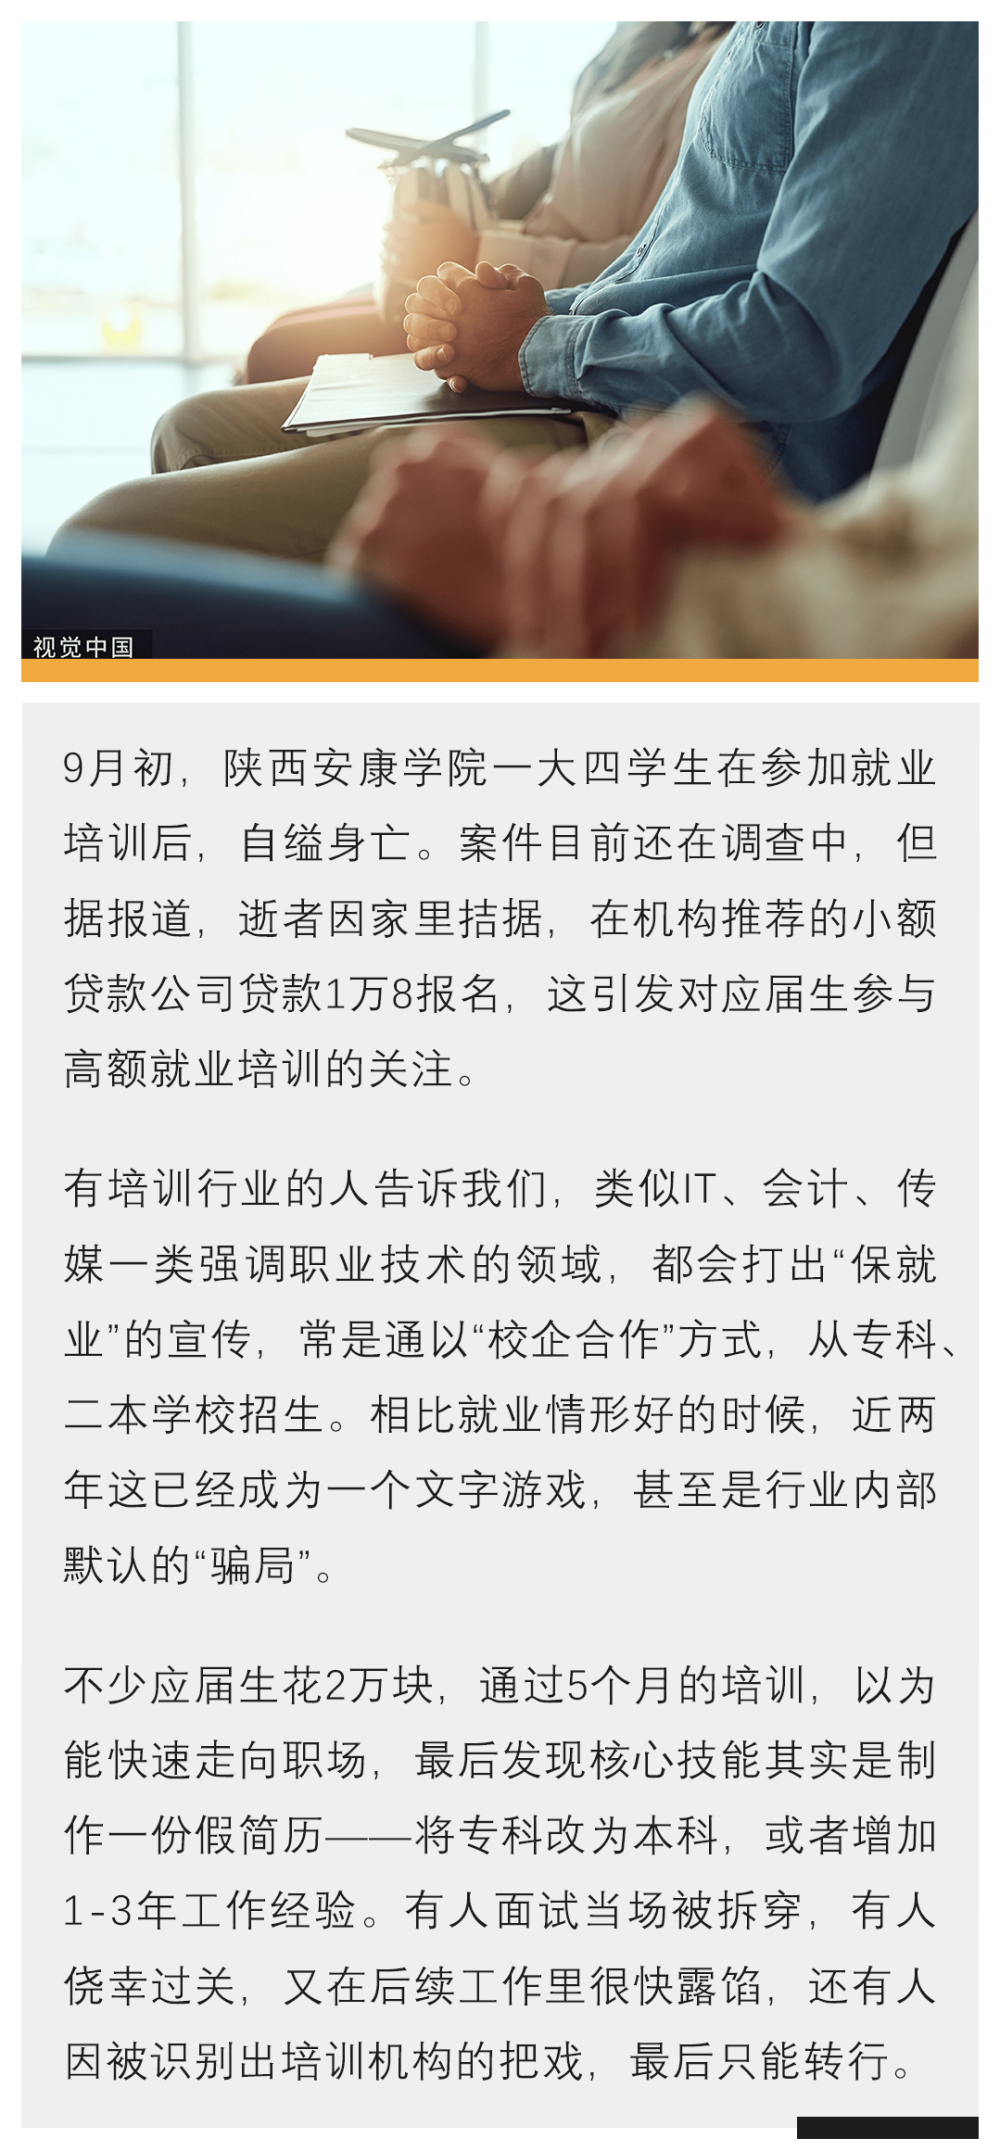 视觉中国
9月初，陕西安康学院一大四学生在参加就业
培训后，自缢身亡。案件目前还在调查中，但
据报道，逝者因家里拮据，在机构推荐的小额
贷款公司贷款1万8报名，这引发对应届生参与
高额就业培训的关注。
有培训行业的人告诉我们，类似IT、会计、传
媒一类强调职业技术的领域，都会打出“保就
业”的宣传，常是通以“校企合作”方式，从专科、
二本学校招生。相比就业情形好的时候，近两
年这已经成为一个文字游戏，甚至是行业内部
默认的“骗局”。
不少应届生花2万块，通过5个月的培训，以为
能快速走向职场，最后发现核心技能其实是制
作一份假简历——将专科改为本科，或者增加
1-3年工作经验。有人面试当场被拆穿，有人
侥幸过关，又在后续工作里很快露馅，还有人
因被识别出培训机构的把戏，最后只能转行。